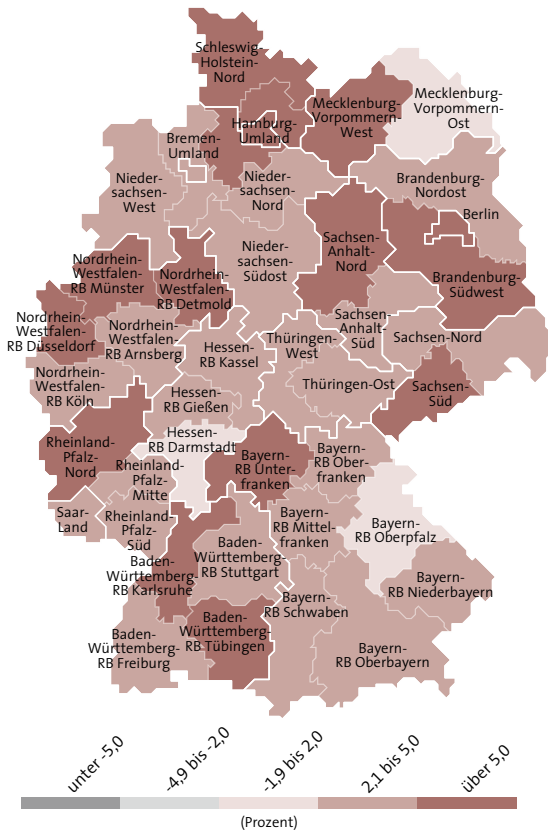 Schleswig-
Holstein-
Nord
Hamburg-
Umland
Mecklenburg-
Vorpommern-
West
Mecklenburg-
Vorpommern-
Ost
Bremen-
Umland
Nieder-
sachsen-
West
Nieder-
sachsen-
Nord
Brandenburg-
Nordost
Berlin
Nieder-
sachsen-
Südost
Sachsen-
Anhalt-
Nord
Brandenburg-
Südwest
Nordrhein-
Westfalen-
RB Münster
Nordrhein-
Westfalen-
RB Detmold
Nordrhein-
Westfalen-
RB Düsseldorf
Nordrhein-
Westfalen-
RB Arnsberg
Sachsen-
Anhalt-
Süd
Sachsen-Nord
Hessen-
RB Kassel
Thüringen-
West
Nordrhein-
Westfalen-
RB Köln
Hessen-
RB Gießen
Thüringen-Ost
Sachsen-
Süd
Hessen-
RB Darmstadt
Rheinland-
Pfalz-
Nord
Rheinland-
Pfalz-
Mitte
Bayern-
RB Unter-
franken
Bayern-
RB Ober-
franken
Saar-
Land
Rheinland-
Pfalz-
Süd
Bayern-
RB Mittel-
franken
Bayern-
RB Oberpfalz
Baden-
Württemberg-
RB Stuttgart
Baden-
Württemberg-
RB Karlsruhe
Bayern-
RB Niederbayern
Bayern-
RB Schwaben
Baden-
Württemberg-
RB Tübingen
Baden-
Württemberg-
RB Freiburg
Bayern-
RB Oberbayern
unter -5,0
-4,9 bis -2,0
-1,9 bis 2,0
2,1 bis 5,0
über 5,0
(Prozent)